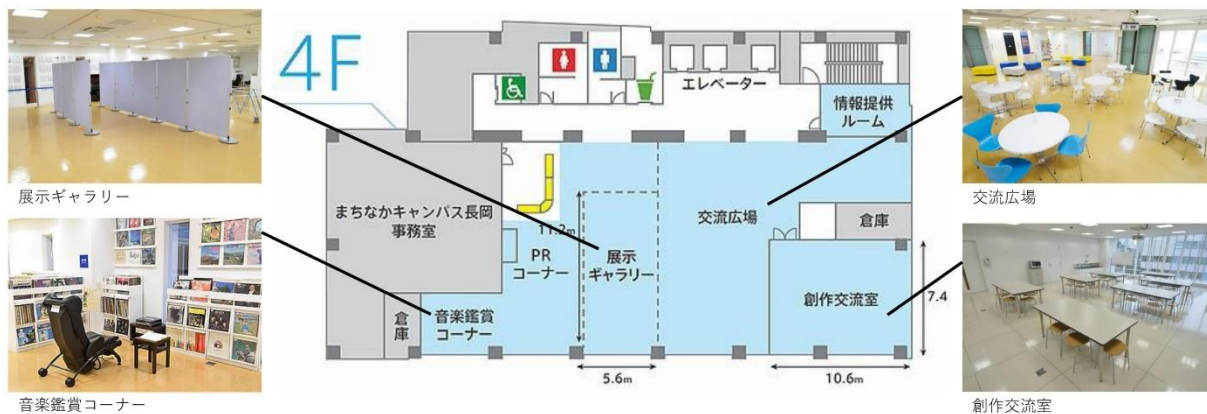 展示ギャラリー
音楽鑑賞コーナー
4F
エレベーター
情報提供
ルーム
まちなかキャンパス長岡
事務室
11.2m
PR
コーナー
展示
ギャラリー
交流広場
倉庫
創作交流室
7.4
倉庫
音楽鑑賞
コーナー
5.6m
10.6m
交流広場
創作交流室